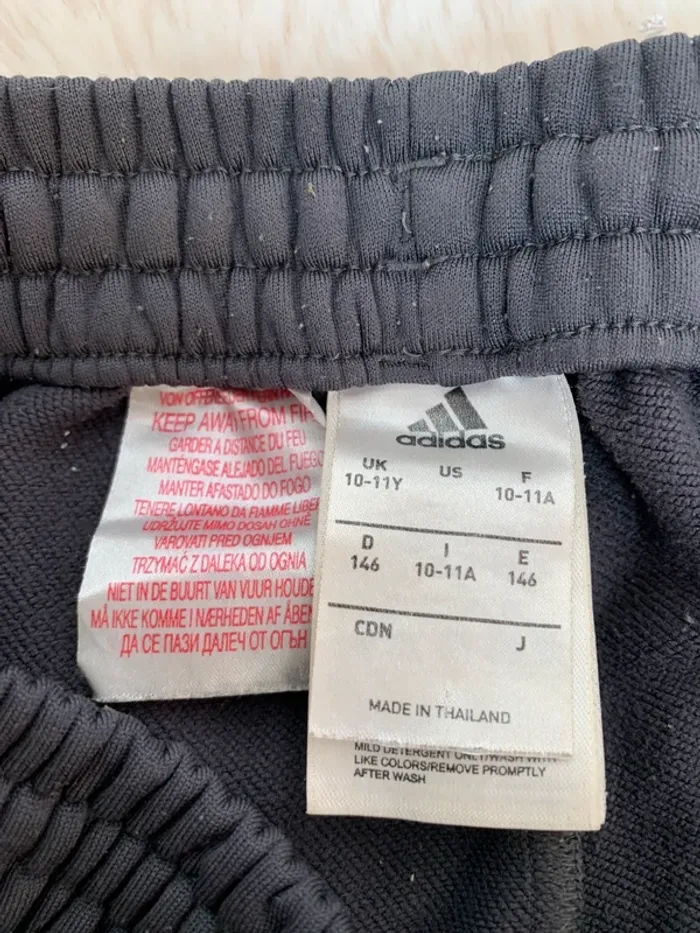 KEEP AWAY FROM
GARDER A DISTANCE DU FEU
MANTÉNGASE ALEJADO DEL FUEGO
MANTER AFASTADO DO FOGO
TENERE LONTANO DA FIAMME LIBER
UDRŽUJTE MIMO DOSAH OHNĚ
VAROVATI PRED OGNJEM
TRZYMAĆ Z DALEKA OD OGNIA
NIET IN DE BUURT VAN VUUR HOUDE
MÅ IKKE KOMME I NÆRHEDEN AF ÅBEN
ДА СЕ ПАЗИ ДАЛЕЧ ОТ ОГЪН
adidas
UK US F
10-11Y 10-11A
D I E
146 10-11A 146
CDN J
MADE IN THAILAND
MILD DETERGENT ONLY/WASH WITH
LIKE COLORS/REMOVE PROMPTLY
AFTER WASH